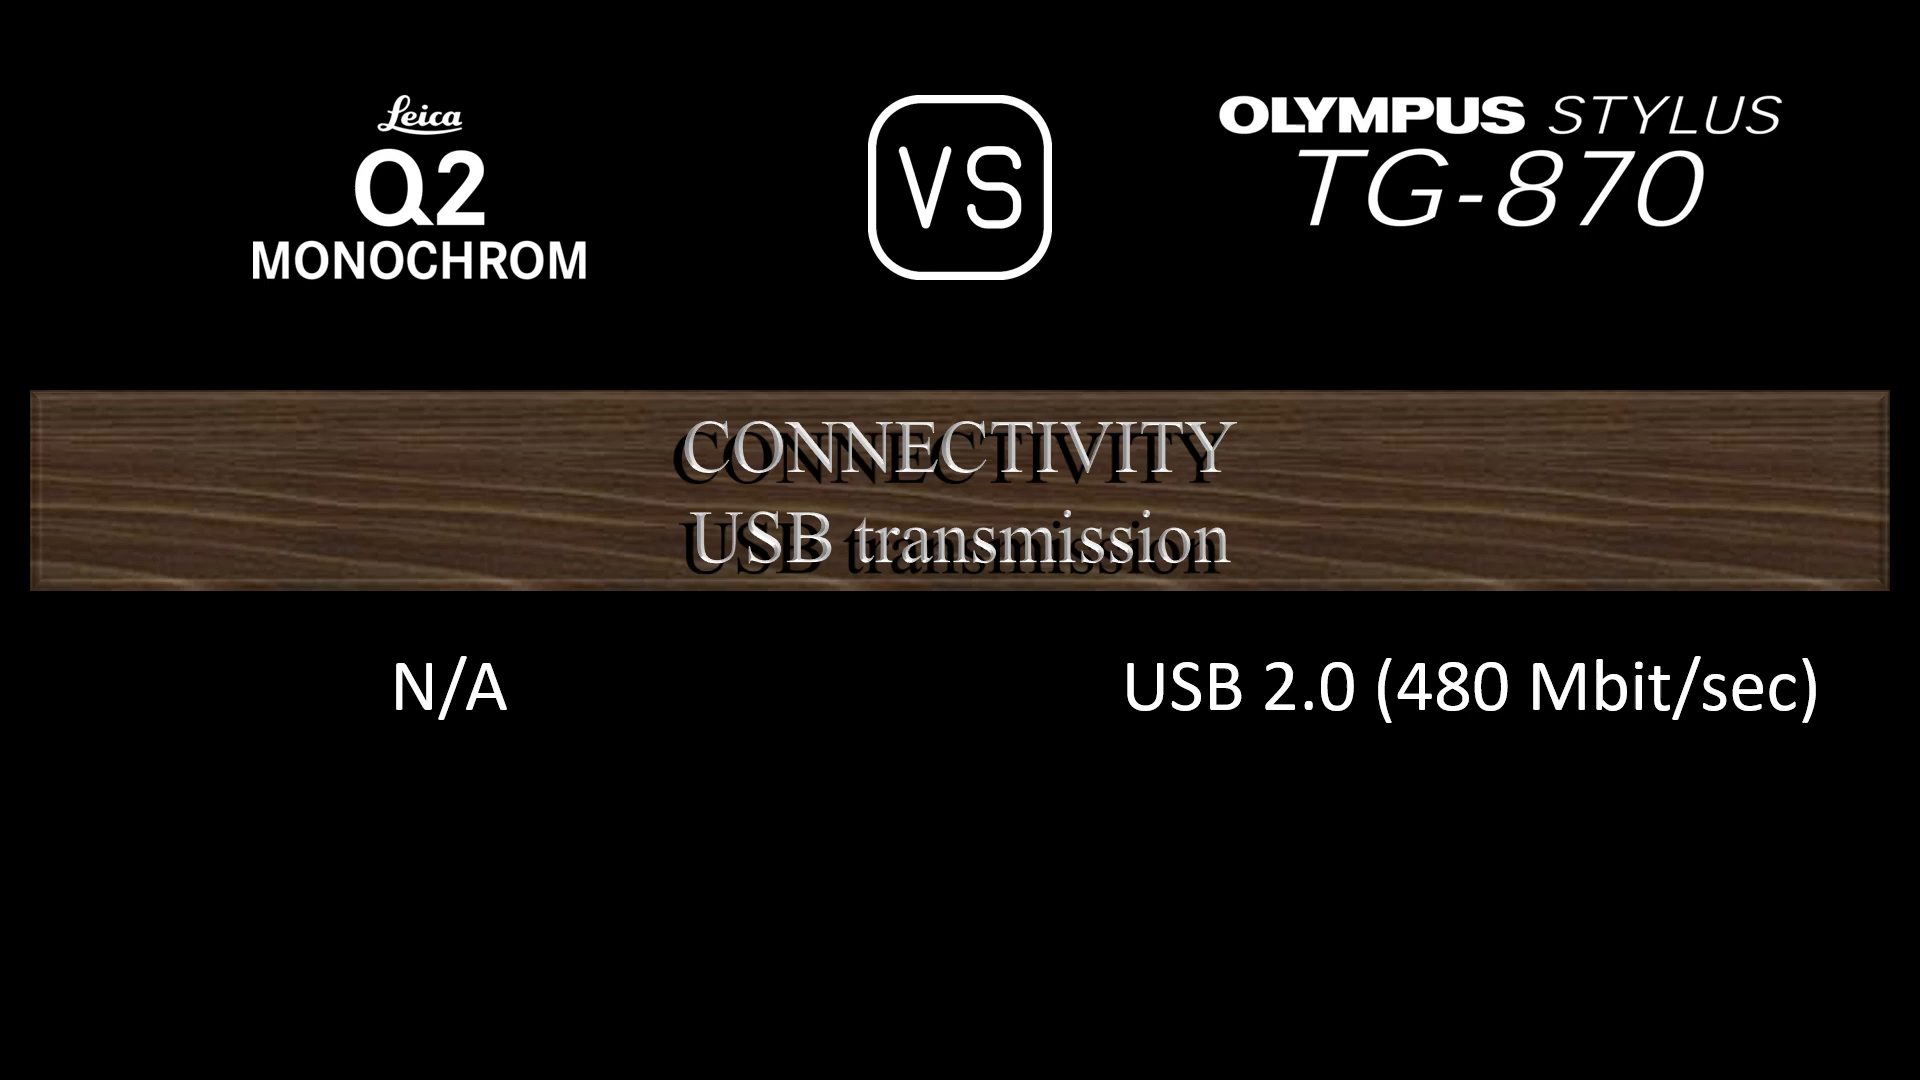 Leica
Q2
MONOCHROM
VS
OLYMPUS STYLUS
TG-870
CONNECTIVITY
USB transmission
N/A
USB 2.0 (480 Mbit/sec)